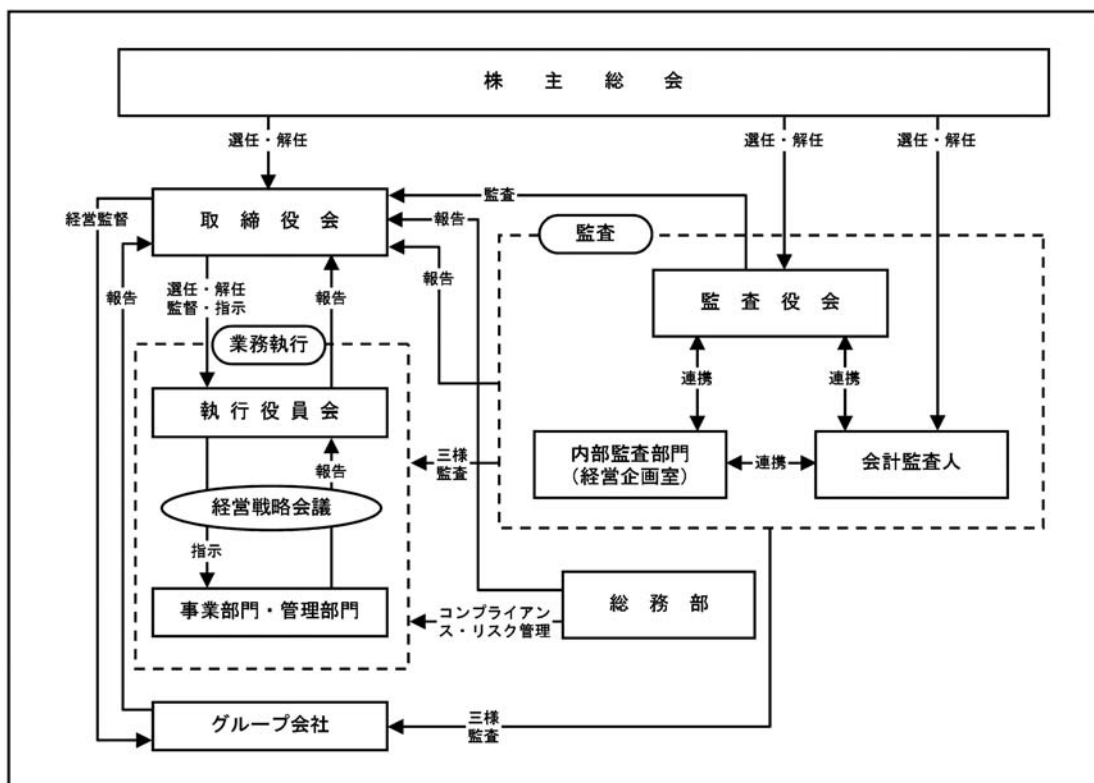 株主総会
選任・解任
選任・解任
選任・解任
監査
取締役会
経営監督
報告
監査
報告
監査役会
報告
選任・解任
監督・指示
報告
業務執行
連携
連携
執行役員会
内部監査部門
(経営企画室)
連携
会計監査人
三様
監査
報告
経営戦略会議
指示
総務部
事業部門・管理部門
コンプライアン
ス・リスク管理
グループ会社
三様
監査